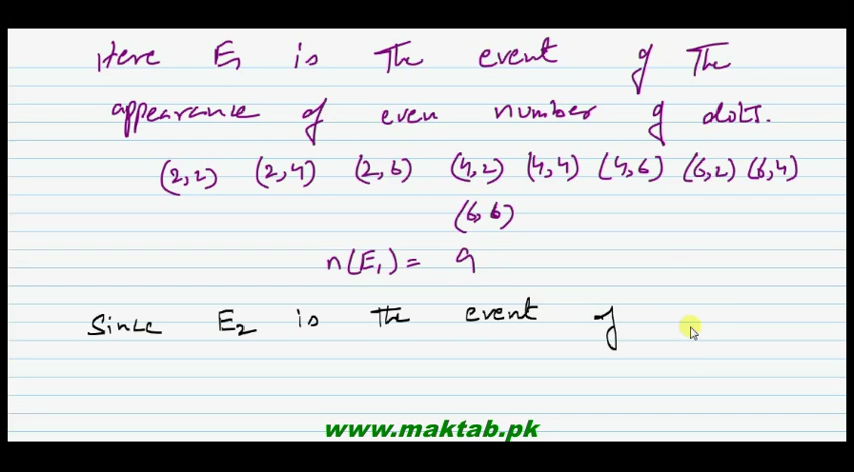 Here E1 is the event of the
appearance of even number of dots.
(2,2) (2,4) (2,6) (4,2) (4,4) (4,6) (6,2) (6,4)
(6,6)
n(E1) = 9
Since E2 is the event of
www.maktab.pk